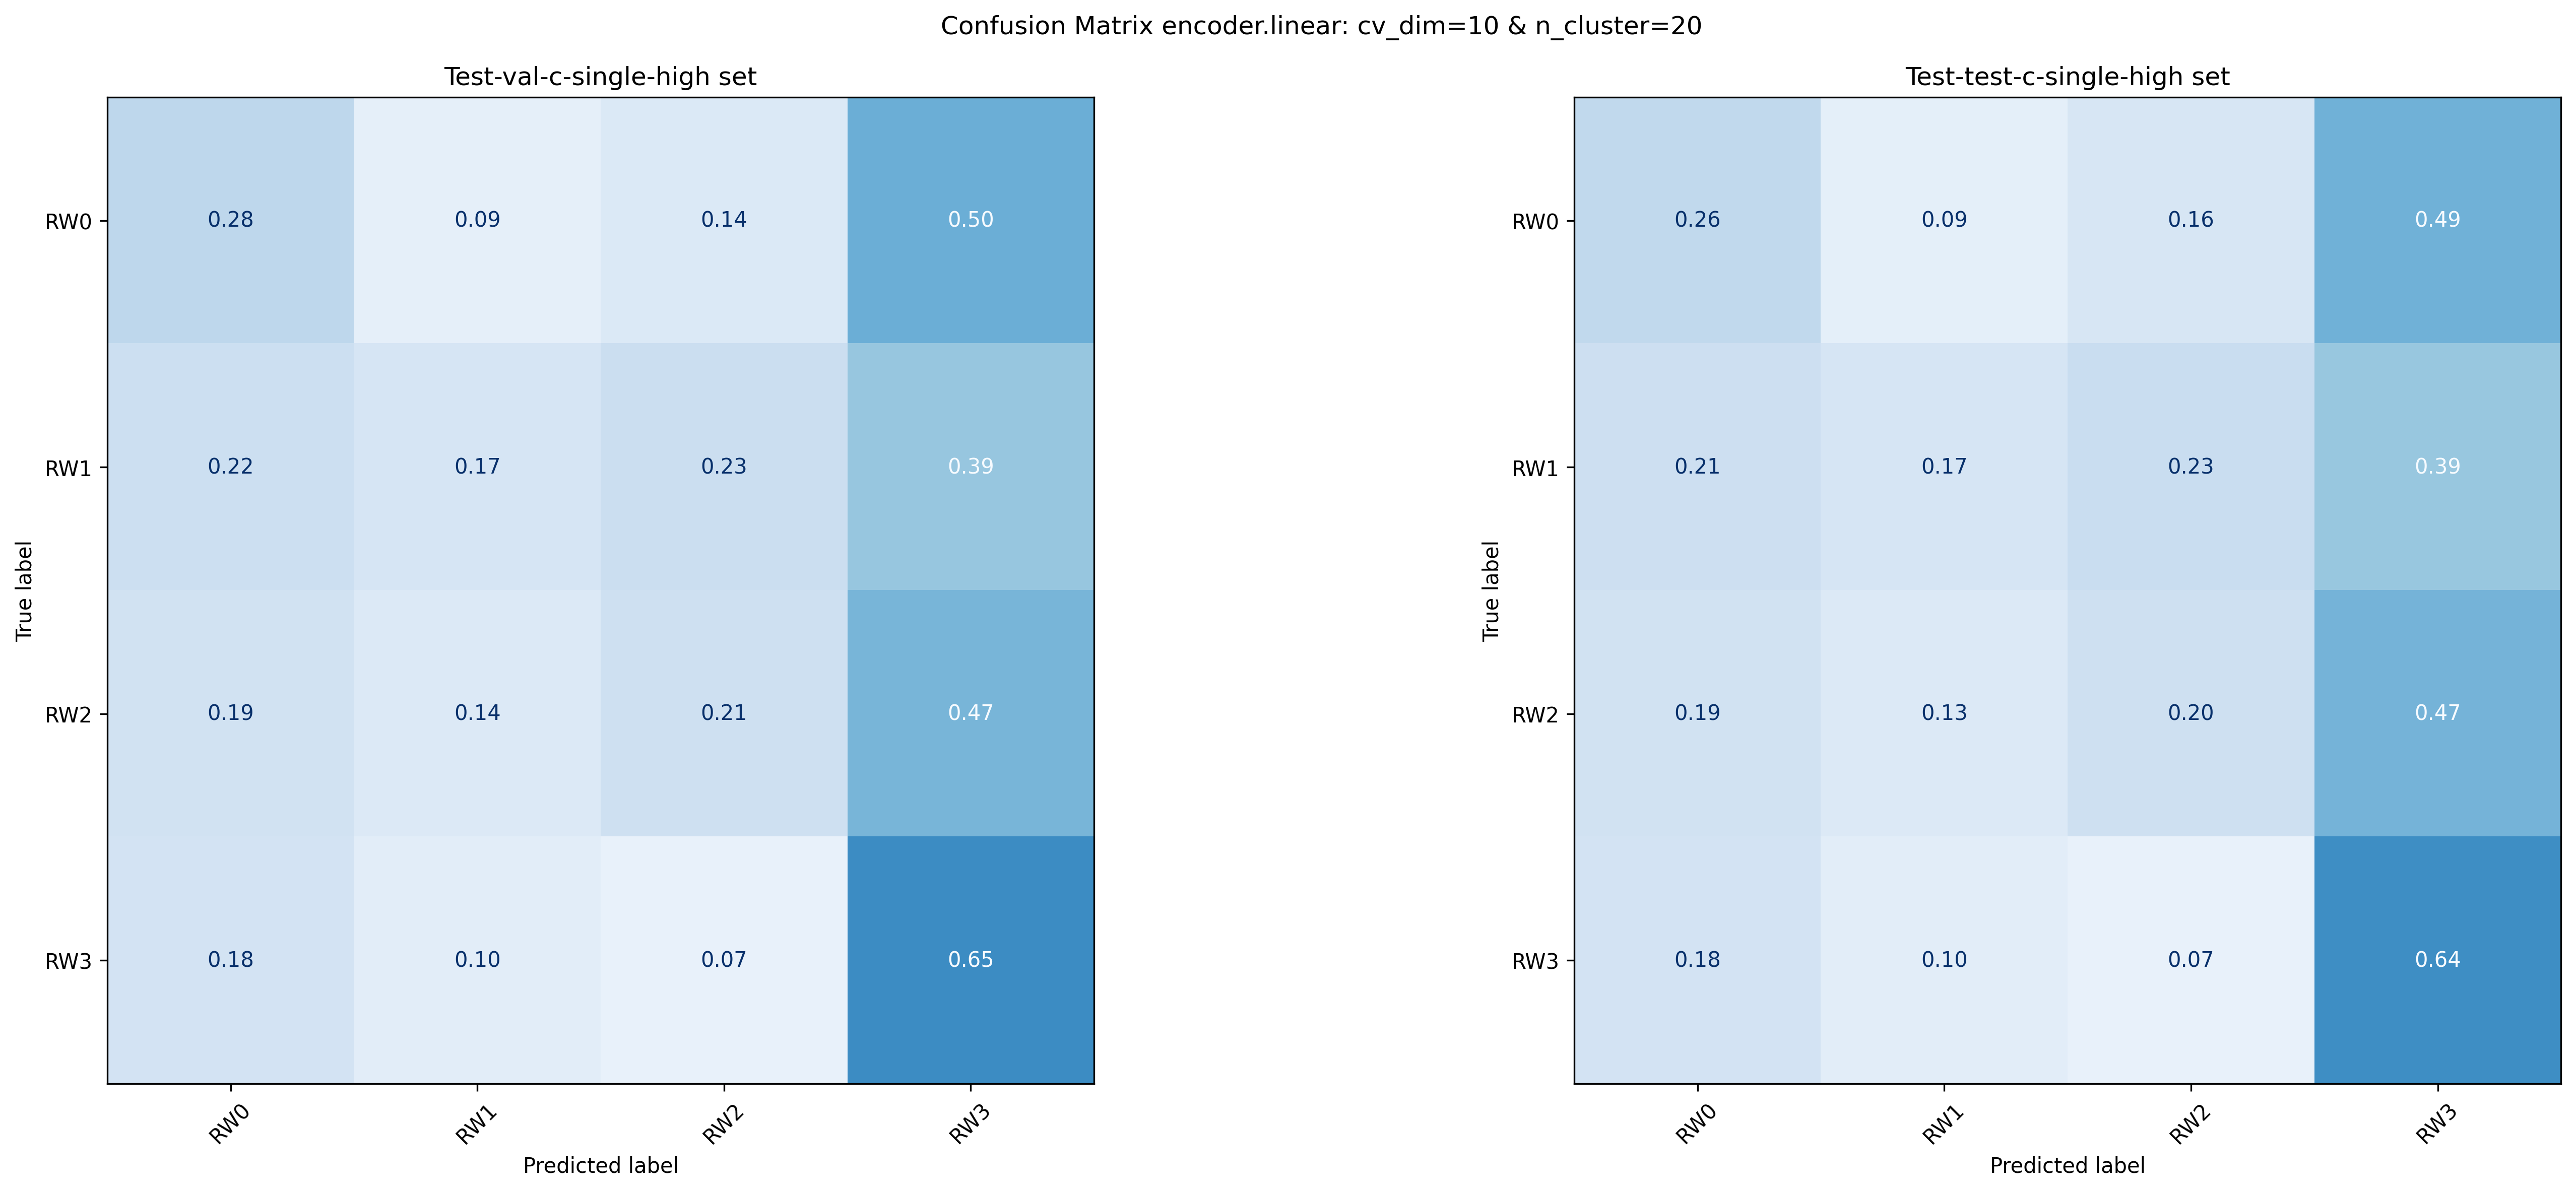 Confusion Matrix encoder.linear: cv_dim=10 & n_cluster=20
Test-val-c-single-high set
True label
RW0 0.28 0.09 0.14 0.50
RW1 0.22 0.17 0.23 0.39
RW2 0.19 0.14 0.21 0.47
RW3 0.18 0.10 0.07 0.65
RW0 RW1 RW2 RW3
Predicted label
Test-test-c-single-high set
True label
RW0 0.26 0.09 0.16 0.49
RW1 0.21 0.17 0.23 0.39
RW2 0.19 0.13 0.20 0.47
RW3 0.18 0.10 0.07 0.64
RW0 RW1 RW2 RW3
Predicted label